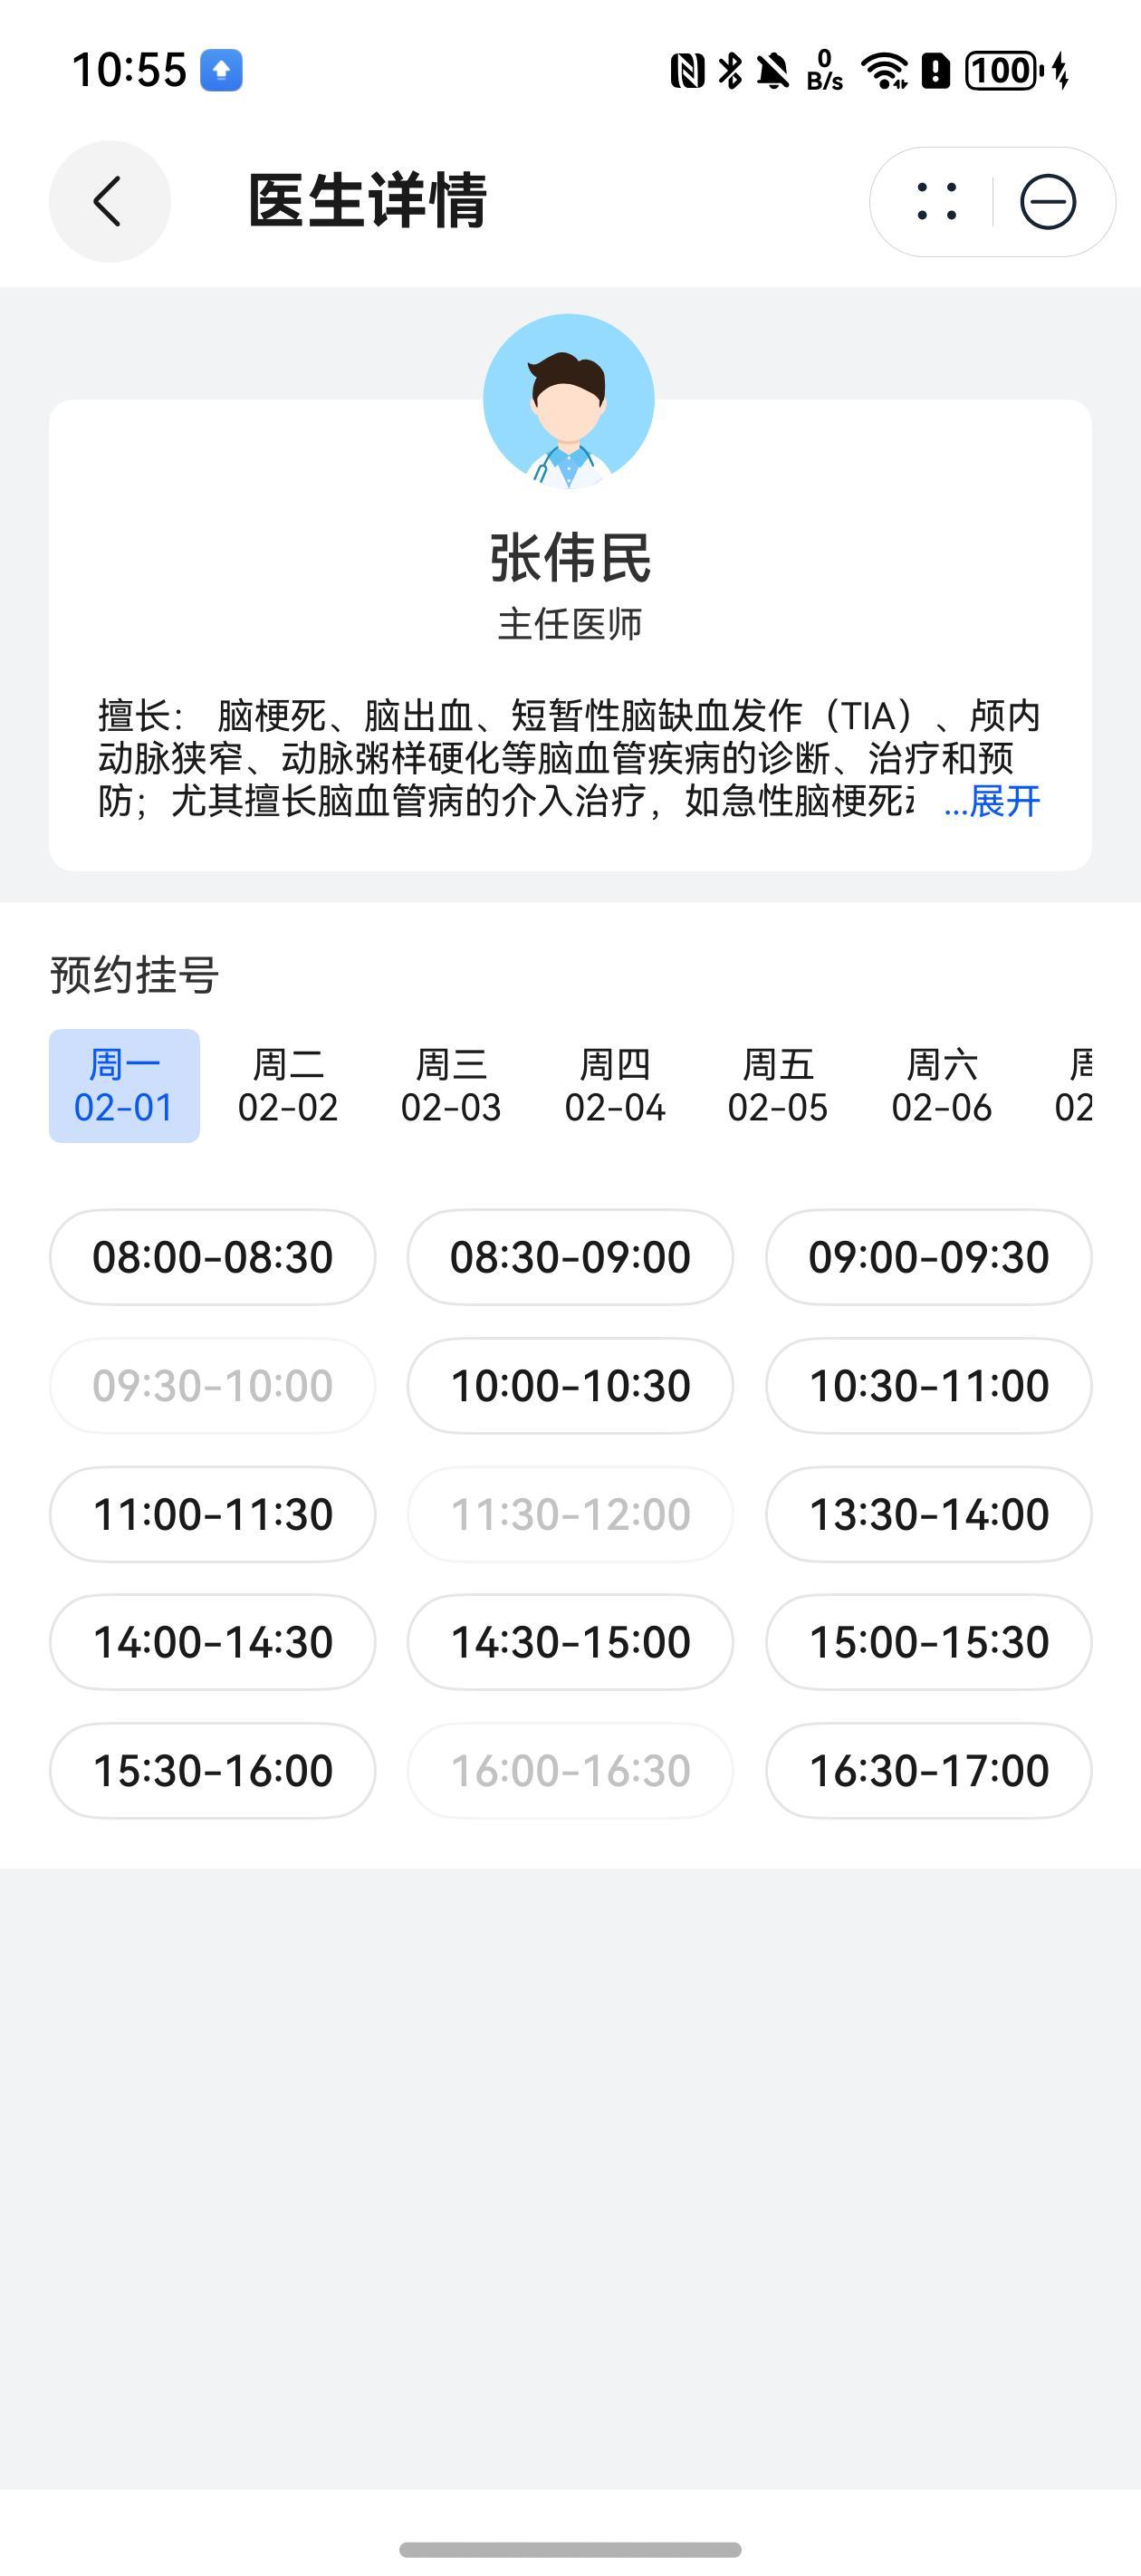 10:55
0
B/s
100
医生详情
张伟民
主任医师
擅长： 脑梗死、脑出血、短暂性脑缺血发作（TIA）、颅内
动脉狭窄、动脉粥样硬化等脑血管疾病的诊断、治疗和预
防；尤其擅长脑血管病的介入治疗，如急性脑梗死 ...展开
预约挂号
周一 周二 周三 周四 周五 周六
02-01 02-02 02-03 02-04 02-05 02-06 02
08:00-08:30 08:30-09:00 09:00-09:30
09:30-10:00 10:00-10:30 10:30-11:00
11:00-11:30 11:30-12:00 13:30-14:00
14:00-14:30 14:30-15:00 15:00-15:30
15:30-16:00 16:00-16:30 16:30-17:00